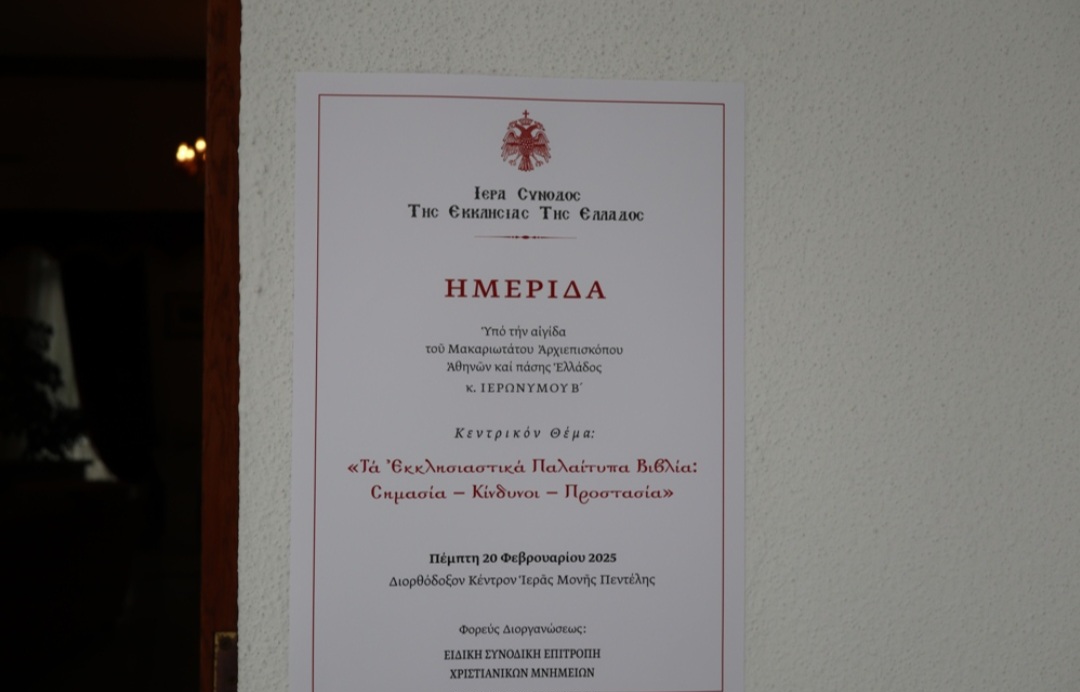 Ιερα Συνοδος
Της Εκκλησιας Της Ελλαδος
ΗΜΕΡΙΔΑ
Ὑπό τήν αἰγίδα
τοῦ Μακαριωτάτου Ἀρχιεπισκόπου
Ἀθηνῶν καί πάσης Ἑλλάδος
κ. ΙΕΡΩΝΥΜΟΥ Β΄
Κεντρικόν Θέμα:
«Τά Ἐκκλησιαστικά Παλαίτυπα Βιβλία:
Σημασία – Κίνδυνοι – Προστασία»
Πέμπτη 20 Φεβρουαρίου 2025
Διορθόδοξον Κέντρον Ἱερᾶς Μονῆς Πεντέλης
Φορεύς Διοργανώσεως:
ΕΙΔΙΚΗ ΣΥΝΟΔΙΚΗ ΕΠΙΤΡΟΠΗ
ΧΡΙΣΤΙΑΝΙΚΩΝ ΜΝΗΜΕΙΩΝ